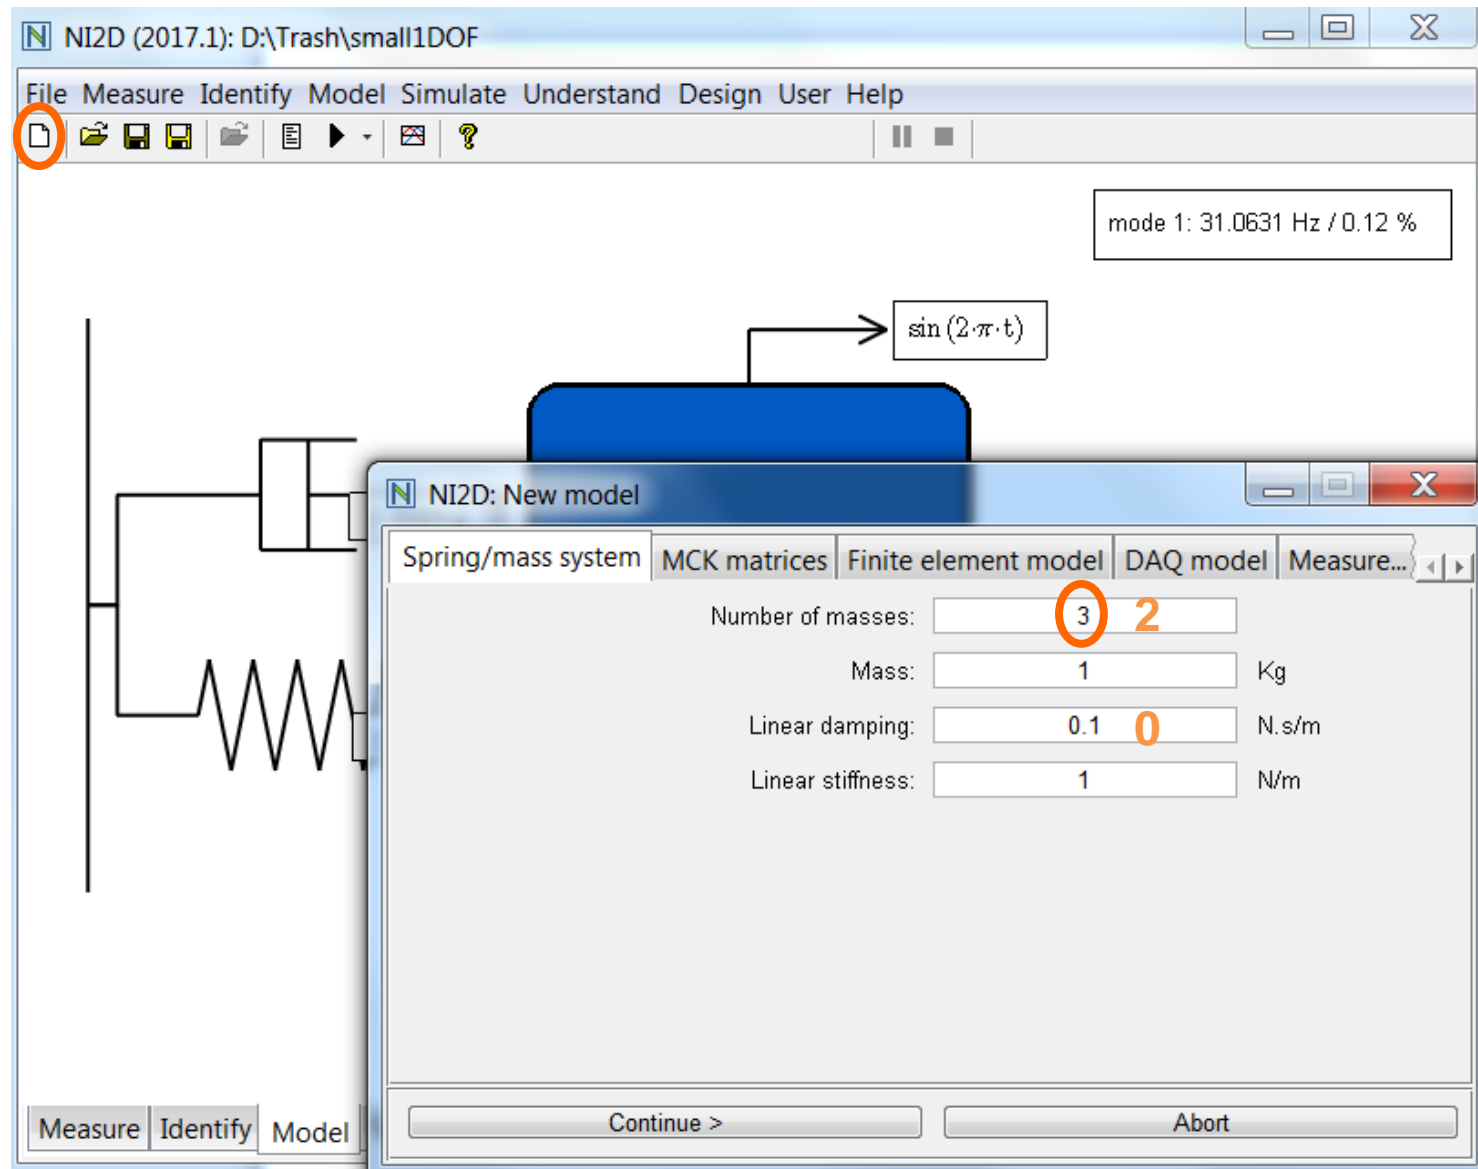 NI2D (2017.1): D:\Trash\small1DOF
File Measure Identify Model Simulate Understand Design User Help
mode 1: 31.0631 Hz / 0.12 %
sin (2·π·t)
NI2D: New model
Spring/mass system MCK matrices Finite element model DAQ model Measure...
Number of masses: 3 2
Mass: 1 Kg
Linear damping: 0.1 0 N.s/m
Linear stiffness: 1 N/m
Continue > Abort
Measure Identify Model